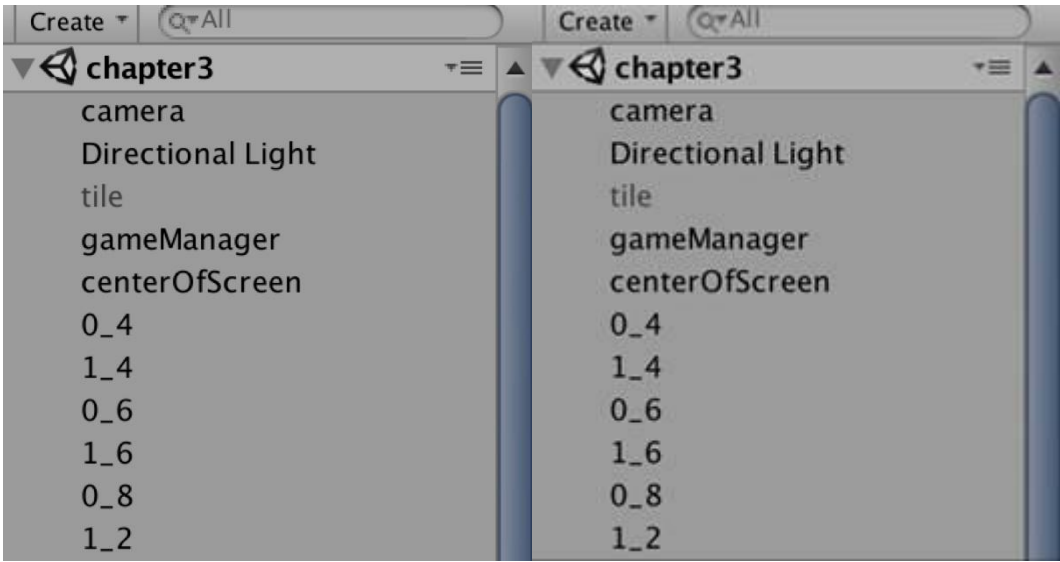 Create All
chapter3
camera
Directional Light
tile
gameManager
centerOfScreen
0_4
1_4
0_6
1_6
0_8
1_2
Create All
chapter3
camera
Directional Light
tile
gameManager
centerOfScreen
0_4
1_4
0_6
1_6
0_8
1_2